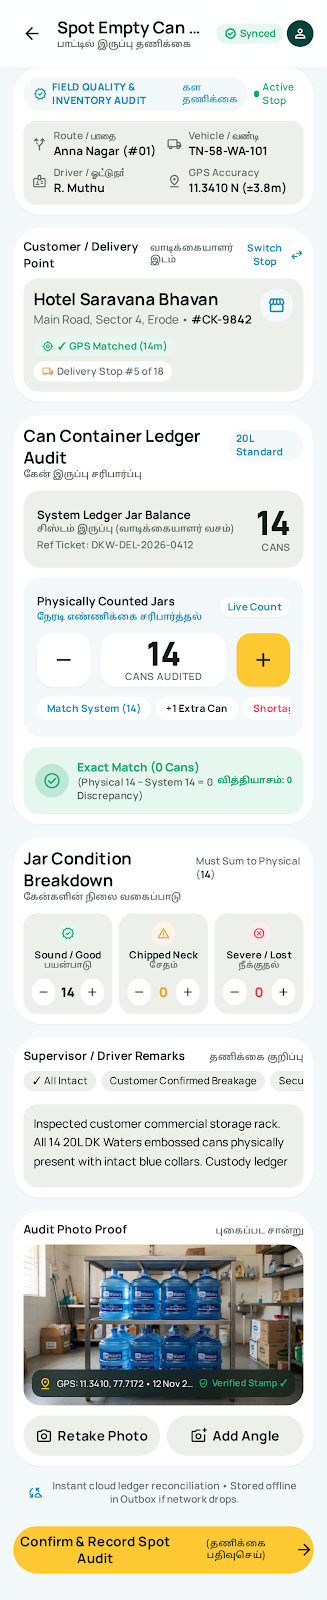 Spot Empty Can ...
பாட்டில் இருப்பு தணிக்கை
Synced
FIELD QUALITY & INVENTORY AUDIT
கள தணிக்கை
Active Stop
Route / பாதை
Anna Nagar (#01)
Vehicle / வண்டி
TN-58-WA-101
Driver / ஓட்டுநர்
R. Muthu
GPS Accuracy
11.3410 N (±3.8m)
Customer / Delivery Point
வாடிக்கையாளர் இடம்
Switch Stop
Hotel Saravana Bhavan
Main Road, Sector 4, Erode • #CK-9842
✓ GPS Matched (14m)
Delivery Stop #5 of 18
Can Container Ledger Audit
கேன் இருப்பு சரிபார்ப்பு
20L Standard
System Ledger Jar Balance
சிஸ்டம் இருப்பு (வாடிக்கையாளர் வசம்)
Ref Ticket: DKW-DEL-2026-0412
14
CANS
Physically Counted Jars
நேரடி எண்ணிக்கை சரிபார்த்தல்
Live Count
−
14
CANS AUDITED
+
Match System (14)
+1 Extra Can
Shortag
Exact Match (0 Cans)
(Physical 14 - System 14 = 0 Discrepancy)
வித்தியாசம்: 0
Jar Condition Breakdown
கேன்களின் நிலை வகைப்பாடு
Must Sum to Physical (14)
Sound / Good
பயன்பாடு
− 14 +
Chipped Neck
சேதம்
− 0 +
Severe / Lost
நீக்குதல்
− 0 +
Supervisor / Driver Remarks
தணிக்கை குறிப்பு
✓ All Intact
Customer Confirmed Breakage
Secu
Inspected customer commercial storage rack.
All 14 20L DK Waters embossed cans physically
present with intact blue collars. Custody ledger
Audit Photo Proof
புகைப்பட சான்று
GPS: 11.3410, 77.7172 • 12 Nov 2...
Verified Stamp ✓
Retake Photo
Add Angle
Instant cloud ledger reconciliation • Stored offline
in Outbox if network drops.
Confirm & Record Spot Audit
(தணிக்கை பதிவுசெய்)